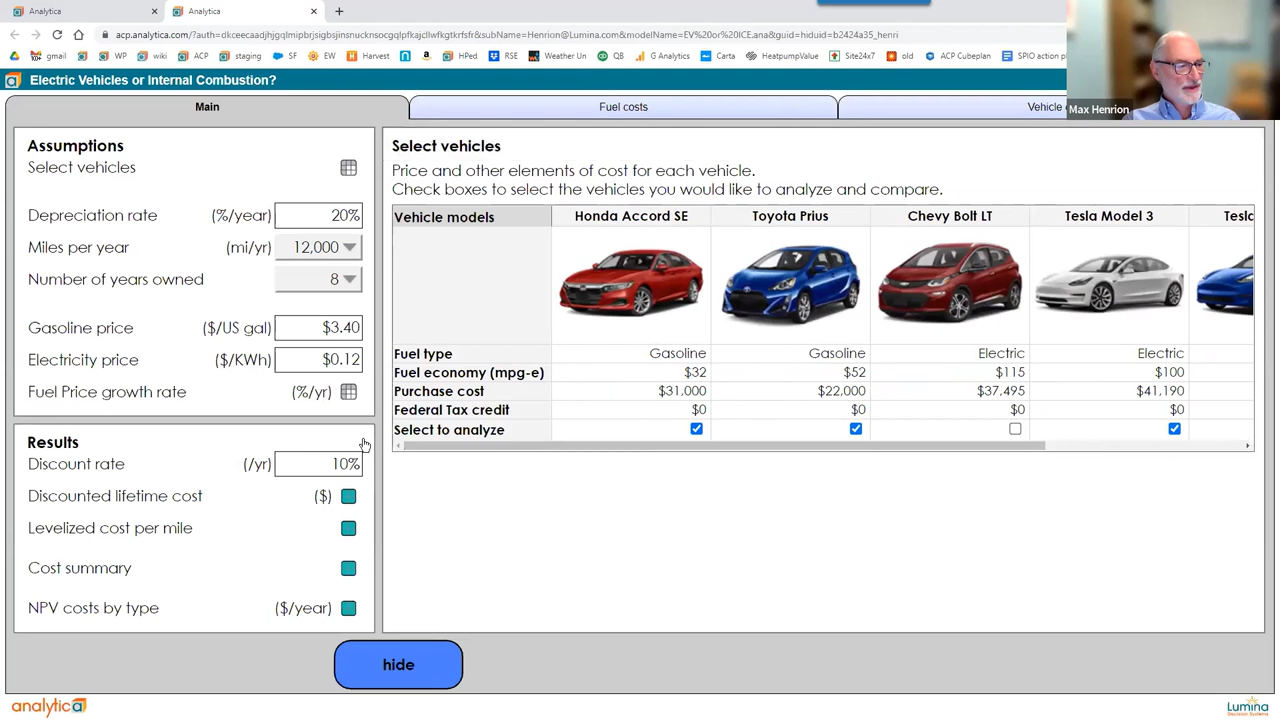 Analytica
Analytica
acp.analytica.com/?auth=dkceecaadjhjgqlmipbrjsigbsjinsnucknsocgqlpfkajcllwfkgtkrfsfr&subName=Henrion@Lumina.com&modelName=EV%20or%20ICE.ana&guid=hiduid=b2424a35_henri
gmail
WP
wiki
ACP
staging
SF
EW
Harvest
HPed
RSE
Weather Un
QB
Carta
G Analytics
HeatpumpValue
Site24x7
old
ACP Cubeplan
SPIO action p
Electric Vehicles or Internal Combustion?
Max Henrion
Main
Fuel costs
Vehicle
Assumptions
Select vehicles
Depreciation rate (%/year) 20%
Miles per year (mi/yr) 12,000
Number of years owned 8
Gasoline price ($/US gal) $3.40
Electricity price ($/KWh) $0.12
Fuel Price growth rate (%/yr)
Results
Discount rate (/yr) 10%
Discounted lifetime cost ($)
Levelized cost per mile
Cost summary
NPV costs by type ($/year)
Select vehicles
Price and other elements of cost for each vehicle.
Check boxes to select the vehicles you would like to analyze and compare.
Vehicle models Honda Accord SE Toyota Prius Chevy Bolt LT Tesla Model 3 Tesl
Fuel type Gasoline Gasoline Electric Electric
Fuel economy (mpg-e) $32 $52 $115 $100
Purchase cost $31,000 $22,000 $37,495 $41,190
Federal Tax credit $0 $0 $0 $0
Select to analyze
hide
analytica
Lumina
Decision Systems